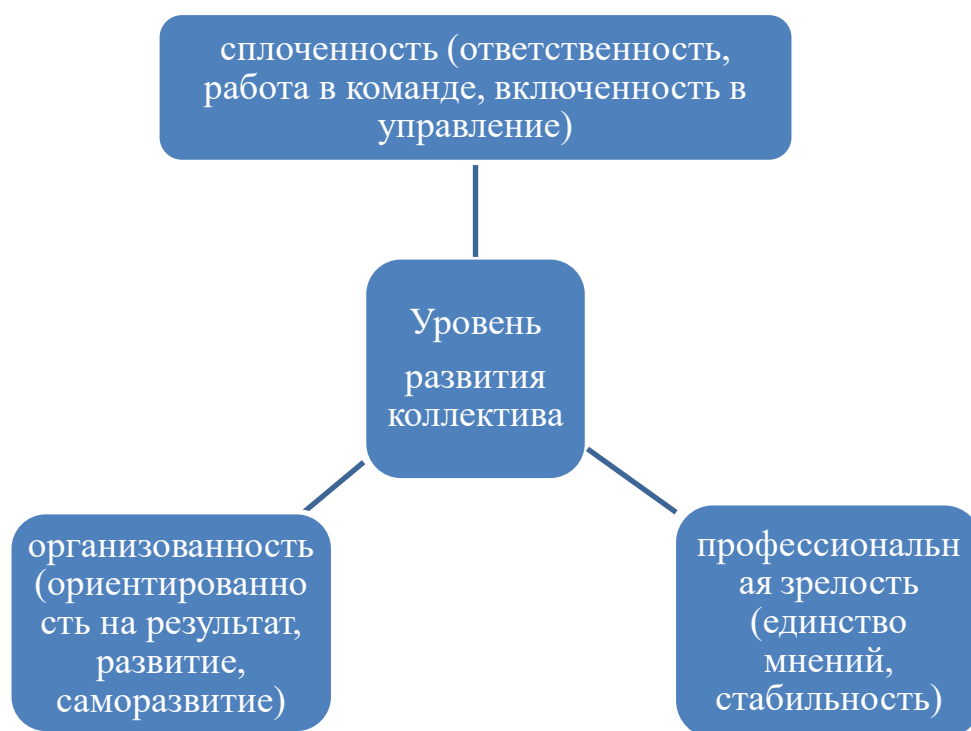 сплоченность (ответственность,
работа в команде, включенность в
управление)
Уровень
развития
коллектива
организованность
(ориентированно
сть на результат,
развитие,
саморазвитие)
профессиональн
ая зрелость
(единство
мнений,
стабильность)